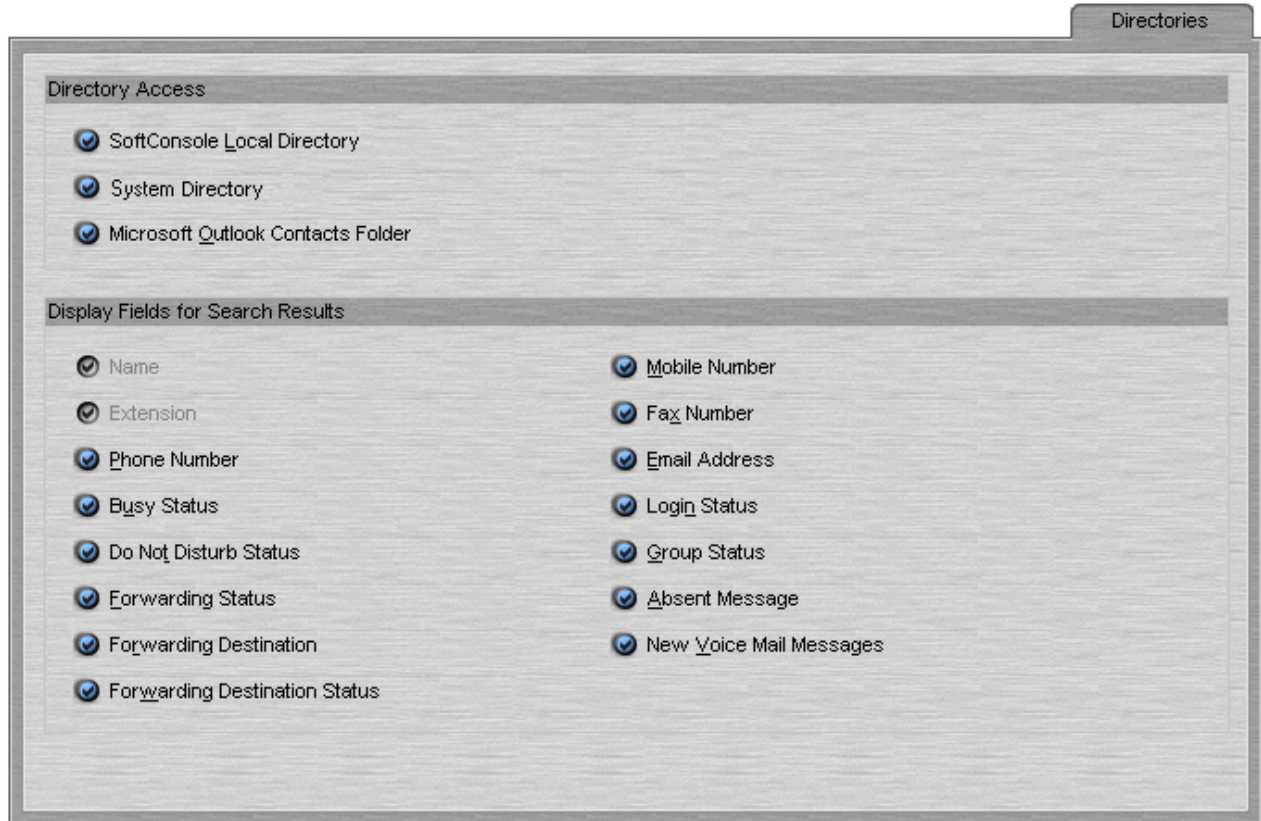 Directories
Directory Access
SoftConsole Local Directory
System Directory
Microsoft Outlook Contacts Folder
Display Fields for Search Results
Name
Extension
Phone Number
Busy Status
Do Not Disturb Status
Forwarding Status
Forwarding Destination
Forwarding Destination Status
Mobile Number
Fax Number
Email Address
Login Status
Group Status
Absent Message
New Voice Mail Messages